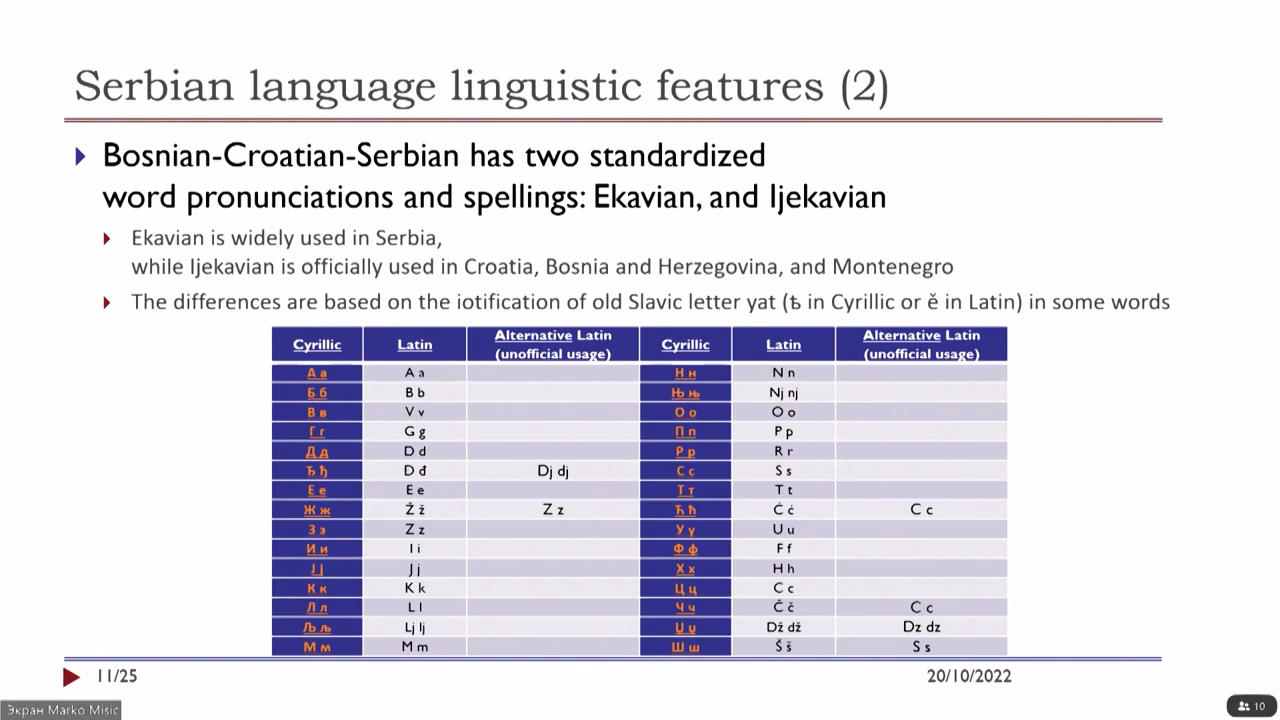 Serbian language linguistic features (2)
Bosnian-Croatian-Serbian has two standardized
word pronunciations and spellings: Ekavian, and Ijekavian
Ekavian is widely used in Serbia,
while Ijekavian is officially used in Croatia, Bosnia and Herzegovina, and Montenegro
The differences are based on the iotification of old Slavic letter yat (ѣ in Cyrillic or ě in Latin) in some words
Cyrillic Latin Alternative Latin (unofficial usage) Cyrillic Latin Alternative Latin (unofficial usage)
А а A a Н н N n
Б б B b Њ њ Nj nj
В в V v О о O o
Г г G g П п P p
Д д D d Р р R r
Ђ ђ D đ Dj dj С с S s
Е е E e Т т T t
Ж ж Ž ž Z z Ћ ћ Ć ć C c
З з Z z У у U u
И и I i Ф ф F f
Ј Ј J j Х х H h
К к K k Ц ц C c
Л л L l Ч ч Č č C c
Љ љ Lj lj Џ џ Dž dž Dz dz
М м M m Ш ш Š š S s
11/25 20/10/2022
Экран Marko Misic 10